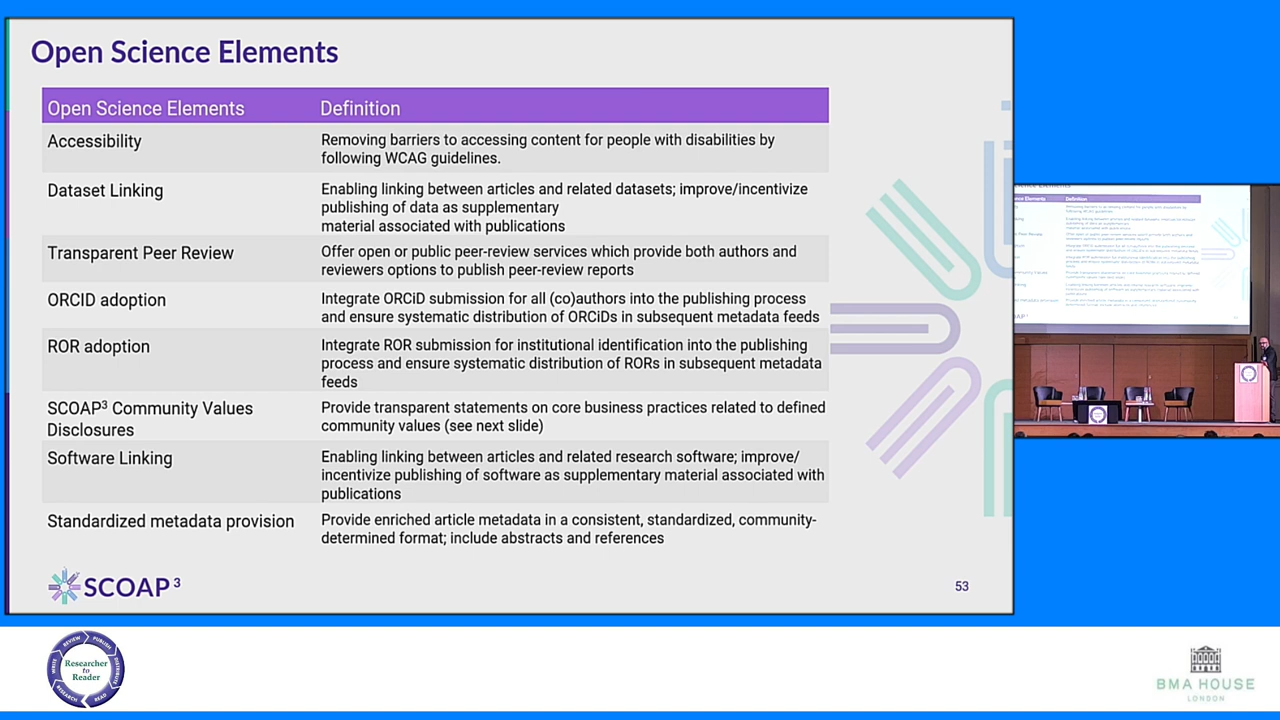 Open Science Elements
Open Science Elements Definition
Accessibility
Removing barriers to accessing content for people with disabilities by
following WCAG guidelines.
Dataset Linking
Enabling linking between articles and related datasets; improve/incentivize
publishing of data as supplementary
material associated with publications
Transparent Peer Review
Offer open or public peer-review services which provide both authors and
reviewers options to publish peer-review reports
ORCID adoption
Integrate ORCID submission for all (co)authors into the publishing process
and ensure systematic distribution of ORCiDs in subsequent metadata feeds
ROR adoption
Integrate ROR submission for institutional identification into the publishing
process and ensure systematic distribution of RORs in subsequent metadata
feeds
SCOAP³ Community Values
Disclosures
Provide transparent statements on core business practices related to defined
community values (see next slide)
Software Linking
Enabling linking between articles and related research software; improve/
incentivize publishing of software as supplementary material associated with
publications
Standardized metadata provision
Provide enriched article metadata in a consistent, standardized, community-
determined format; include abstracts and references
SCOAP³
53
REVIEW
PUBLISH
DISTRIBUTE
READ
RESEARCH
WRITE
Researcher
to
Reader
BMA HOUSE
LONDON